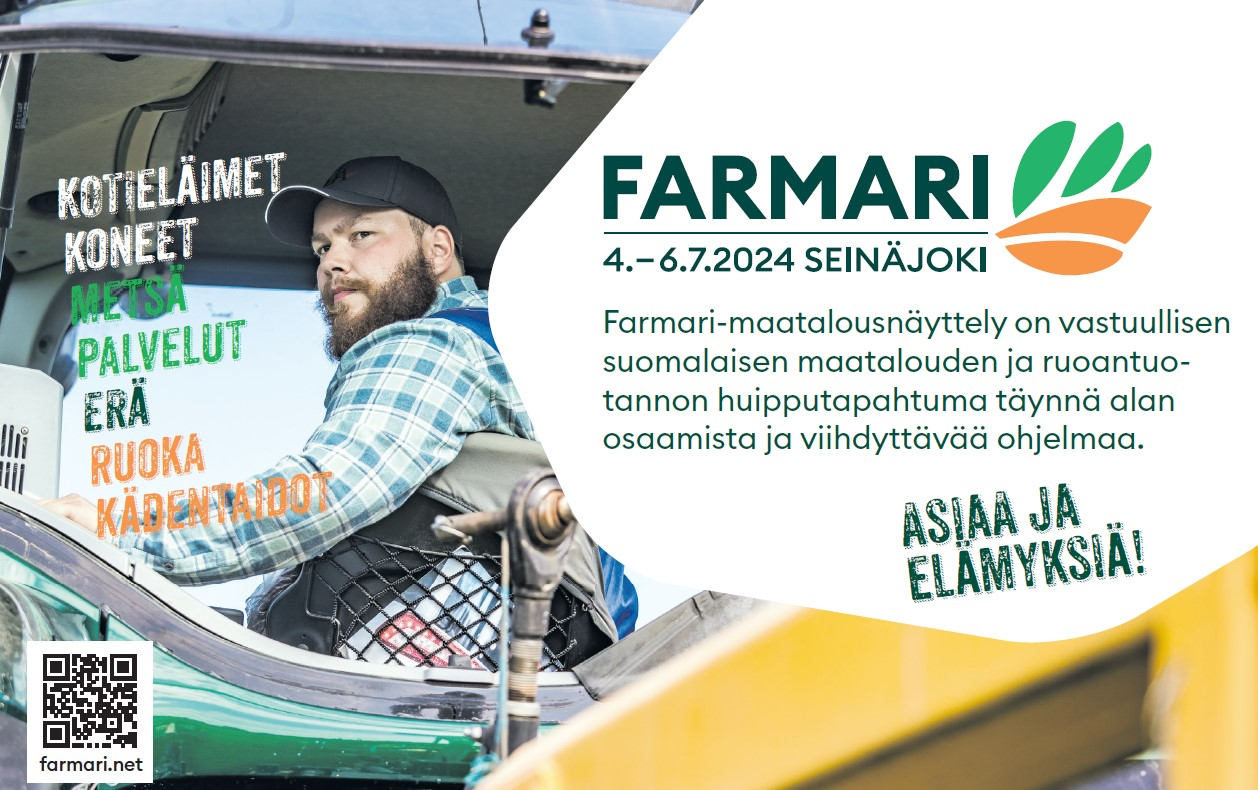 KOTIELÄIMET
KONEET
METSÄ
PALVELUT
ERÄ
RUOKA
KÄDENTAIDOT
farmari.net
FARMARI
4.–6.7.2024 SEINÄJOKI
Farmari-maatalousnäyttely on vastuullisen
suomalaisen maatalouden ja ruoantuo-
tannon huipputapahtuma täynnä alan
osaamista ja viihdyttävää ohjelmaa.
ASIAA JA
ELÄMYKSIÄ!